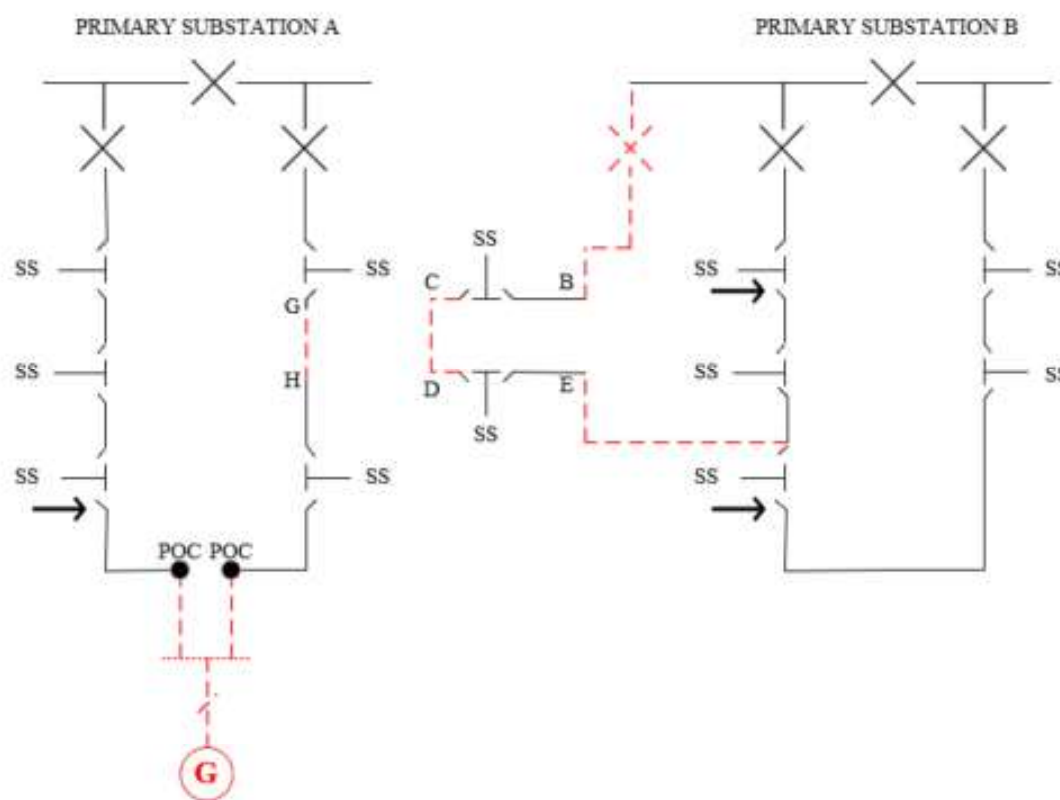 PRIMARY SUBSTATION A
PRIMARY SUBSTATION B
SS
SS
C
B
SS
SS
SS
G
SS
H
D
E
SS
SS
SS
SS
SS
SS
POC POC
G